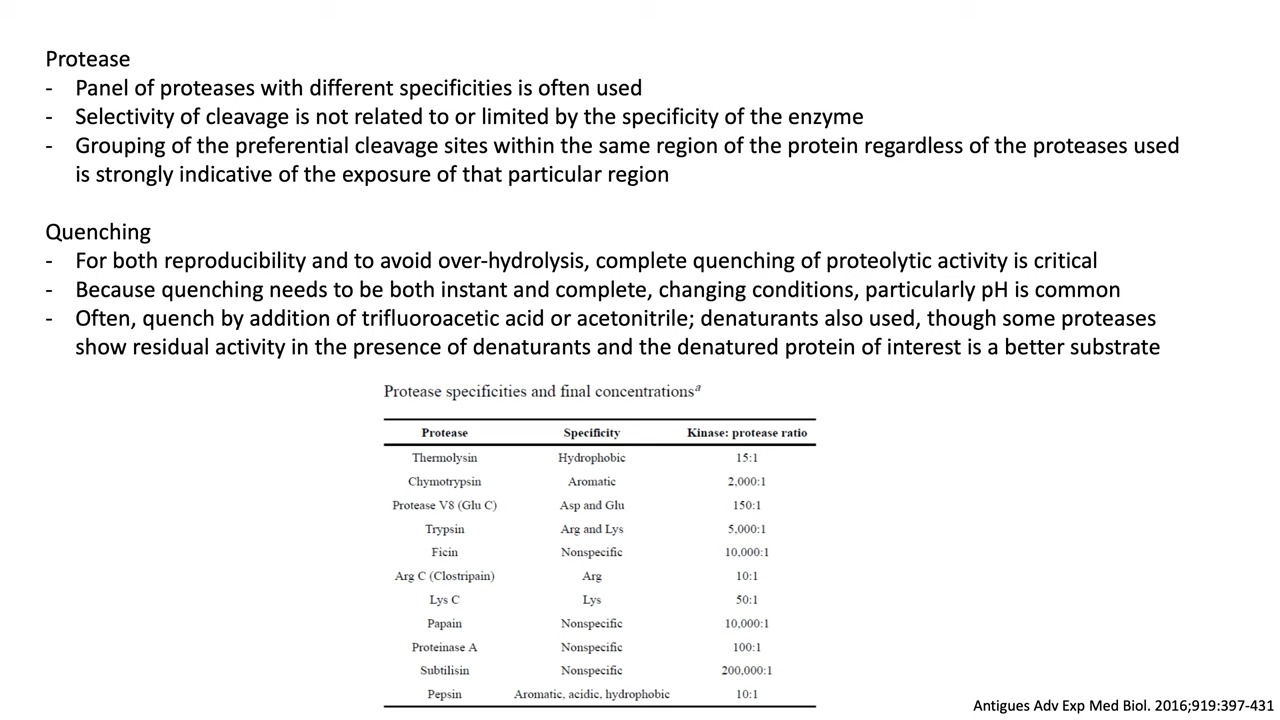 Protease
- Panel of proteases with different specificities is often used
- Selectivity of cleavage is not related to or limited by the specificity of the enzyme
- Grouping of the preferential cleavage sites within the same region of the protein regardless of the proteases used
is strongly indicative of the exposure of that particular region
Quenching
- For both reproducibility and to avoid over-hydrolysis, complete quenching of proteolytic activity is critical
- Because quenching needs to be both instant and complete, changing conditions, particularly pH is common
- Often, quench by addition of trifluoroacetic acid or acetonitrile; denaturants also used, though some proteases
show residual activity in the presence of denaturants and the denatured protein of interest is a better substrate
Protease specificities and final concentrationsᵃ
Protease Specificity Kinase: protease ratio
Thermolysin Hydrophobic 15:1
Chymotrypsin Aromatic 2,000:1
Protease V8 (Glu C) Asp and Glu 150:1
Trypsin Arg and Lys 5,000:1
Ficin Nonspecific 10,000:1
Arg C (Clostripain) Arg 10:1
Lys C Lys 50:1
Papain Nonspecific 10,000:1
Proteinase A Nonspecific 100:1
Subtilisin Nonspecific 200,000:1
Pepsin Aromatic, acidic, hydrophobic 10:1
Antigues Adv Exp Med Biol. 2016;919:397-431